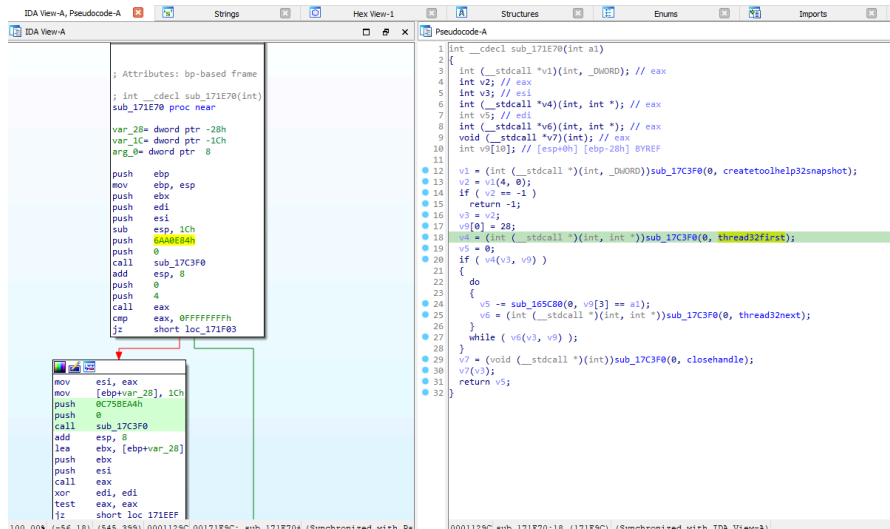 IDA View-A, Pseudocode-A
Strings
Hex View-1
Structures
Enums
Imports
IDA View-A
; Attributes: bp-based frame
; int __cdecl sub_171E70(int)
sub_171E70 proc near
var_28= dword ptr -28h
var_1C= dword ptr -1Ch
arg_0= dword ptr  8
push    ebp
mov     ebp, esp
push    ebx
push    edi
push    esi
sub     esp, 1Ch
push    6AA0E84h
push    0
call    sub_17C3F0
add     esp, 8
push    0
push    4
call    eax
cmp     eax, 0FFFFFFFFh
jz      short loc_171F03
mov     esi, eax
mov     [ebp+var_28], 1Ch
push    0C75BEA4h
push    0
call    sub_17C3F0
add     esp, 8
lea     ebx, [ebp+var_28]
push    ebx
push    esi
call    eax
xor     edi, edi
test    eax, eax
jz      short loc_171EEF
Pseudocode-A
1 int __cdecl sub_171E70(int a1)
2 {
3   int (__stdcall *v1)(int, _DWORD); // eax
4   int v2; // eax
5   int v3; // esi
6   int (__stdcall *v4)(int, int *); // eax
7   int v5; // edi
8   int (__stdcall *v6)(int, int *); // eax
9   void (__stdcall *v7)(int); // eax
10   int v9[10]; // [esp+0h] [ebp-28h] BYREF
11
12   v1 = (int (__stdcall *)(int, _DWORD))sub_17C3F0(0, createtoolhelp32snapshot);
13   v2 = v1(4, 0);
14   if ( v2 == -1 )
15     return -1;
16   v3 = v2;
17   v9[0] = 28;
18   v4 = (int (__stdcall *)(int, int *))sub_17C3F0(0, thread32first);
19   v5 = 0;
20   if ( v4(v3, v9) )
21   {
22     do
23     {
24       v5 -= sub_165C80(0, v9[3] == a1);
25       v6 = (int (__stdcall *)(int, int *))sub_17C3F0(0, thread32next);
26     }
27     while ( v6(v3, v9) );
28   }
29   v7 = (void (__stdcall *)(int))sub_17C3F0(0, closehandle);
30   v7(v3);
31   return v5;
32 }